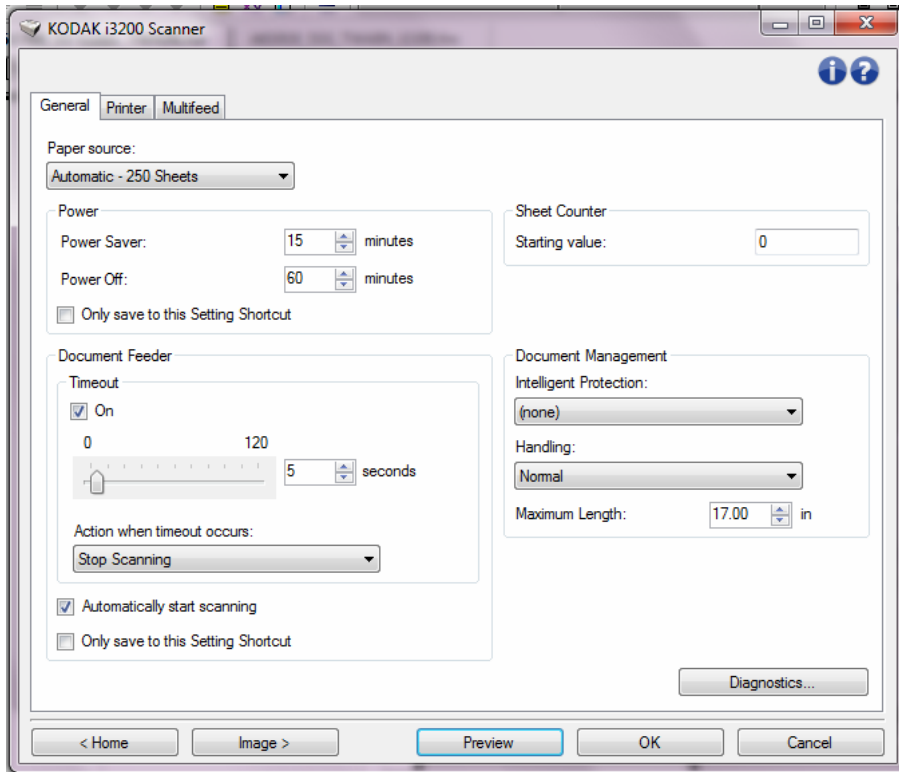 KODAK i3200 Scanner
General Printer Multifeed
Paper source:
Automatic - 250 Sheets
Power
Power Saver: 15 minutes
Power Off: 60 minutes
Only save to this Setting Shortcut
Sheet Counter
Starting value: 0
Document Feeder
Timeout
On
0 120
5 seconds
Action when timeout occurs:
Stop Scanning
Automatically start scanning
Only save to this Setting Shortcut
Document Management
Intelligent Protection:
(none)
Handling:
Normal
Maximum Length: 17.00 in
Diagnostics...
< Home Image > Preview OK Cancel